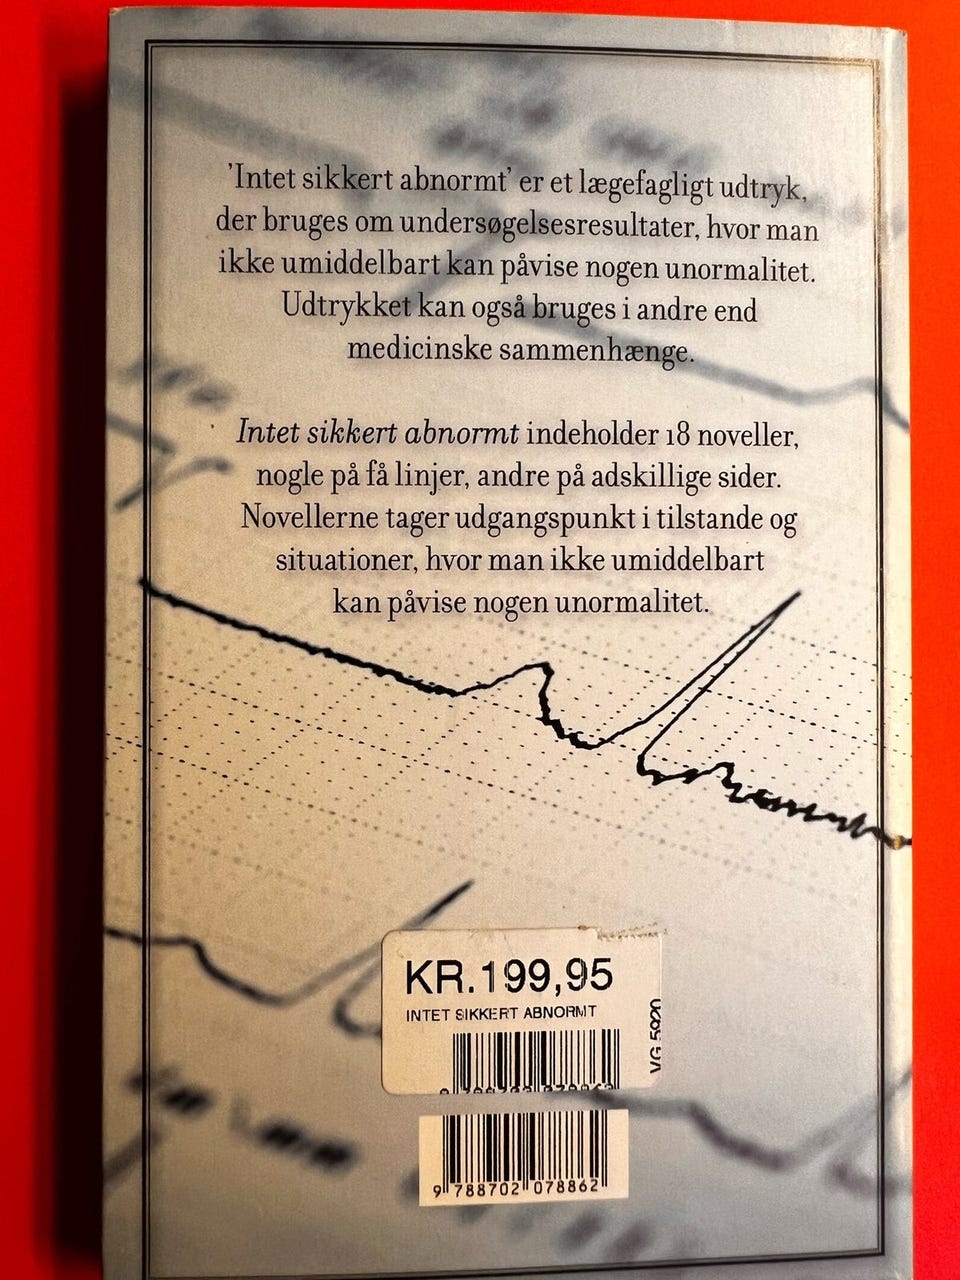 'Intet sikkert abnormt' er et lægefagligt udtryk,
der bruges om undersøgelsesresultater, hvor man
ikke umiddelbart kan påvise nogen unormalitet.
Udtrykket kan også bruges i andre end
medicinske sammenhænge.
Intet sikkert abnormt indeholder 18 noveller,
nogle på få linjer, andre på adskillige sider.
Novellerne tager udgangspunkt i tilstande og
situationer, hvor man ikke umiddelbart
kan påvise nogen unormalitet.
KR.199,95
INTET SIKKERT ABNORMT
VG 5920
9 788702 078862